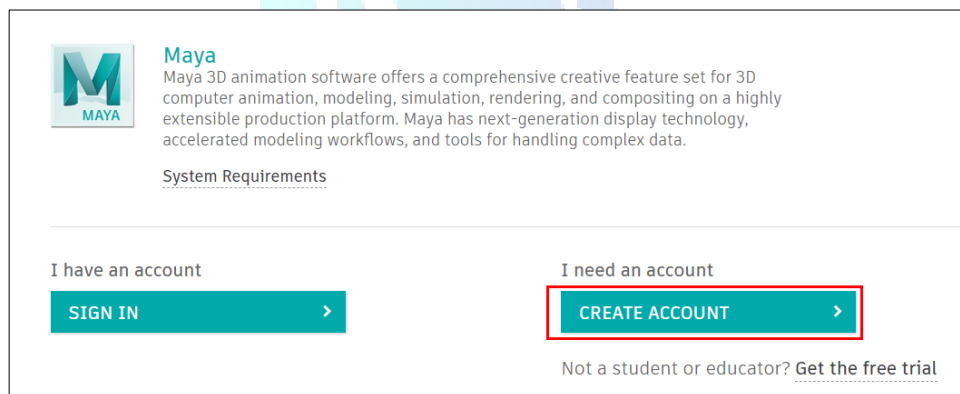 Maya
Maya 3D animation software offers a comprehensive creative feature set for 3D
computer animation, modeling, simulation, rendering, and compositing on a highly
extensible production platform. Maya has next-generation display technology,
accelerated modeling workflows, and tools for handling complex data.
MAYA
System Requirements
I have an account
I need an account
SIGN IN
CREATE ACCOUNT
Not a student or educator? Get the free trial